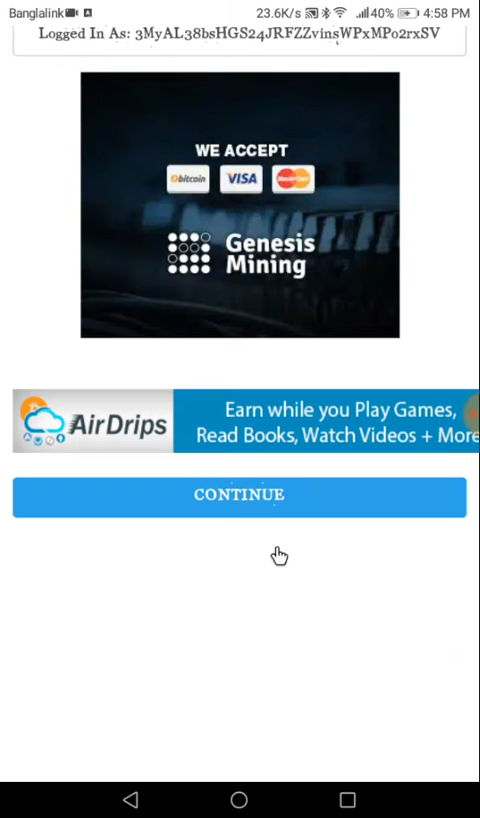 Banglalink 23.6K/s 40% 4:58 PM
Logged In As: 3MyAL38bsHGS24JRFZZvinsWPxMPo2rxSV
WE ACCEPT
bitcoin VISA MasterCard
Genesis
Mining
AirDrips
Earn while you Play Games,
Read Books, Watch Videos + More
CONTINUE